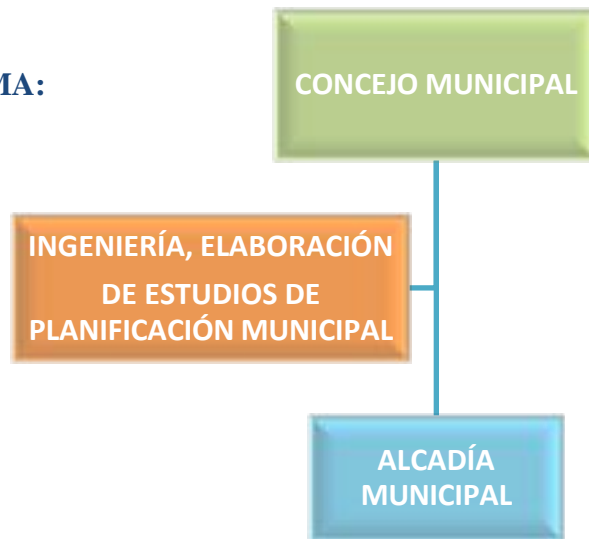 MA:
CONCEJO MUNICIPAL
INGENIERÍA, ELABORACIÓN
DE ESTUDIOS DE
PLANIFICACIÓN MUNICIPAL
ALCADÍA
MUNICIPAL